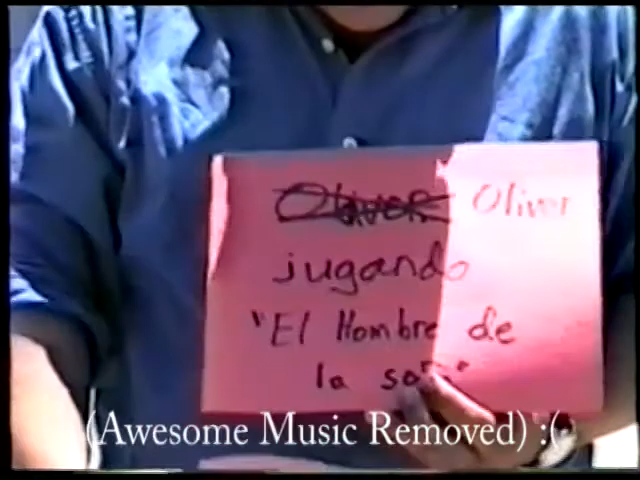 Oliver
jugando
"El Hombre de
la
(Awesome Music Removed) :(